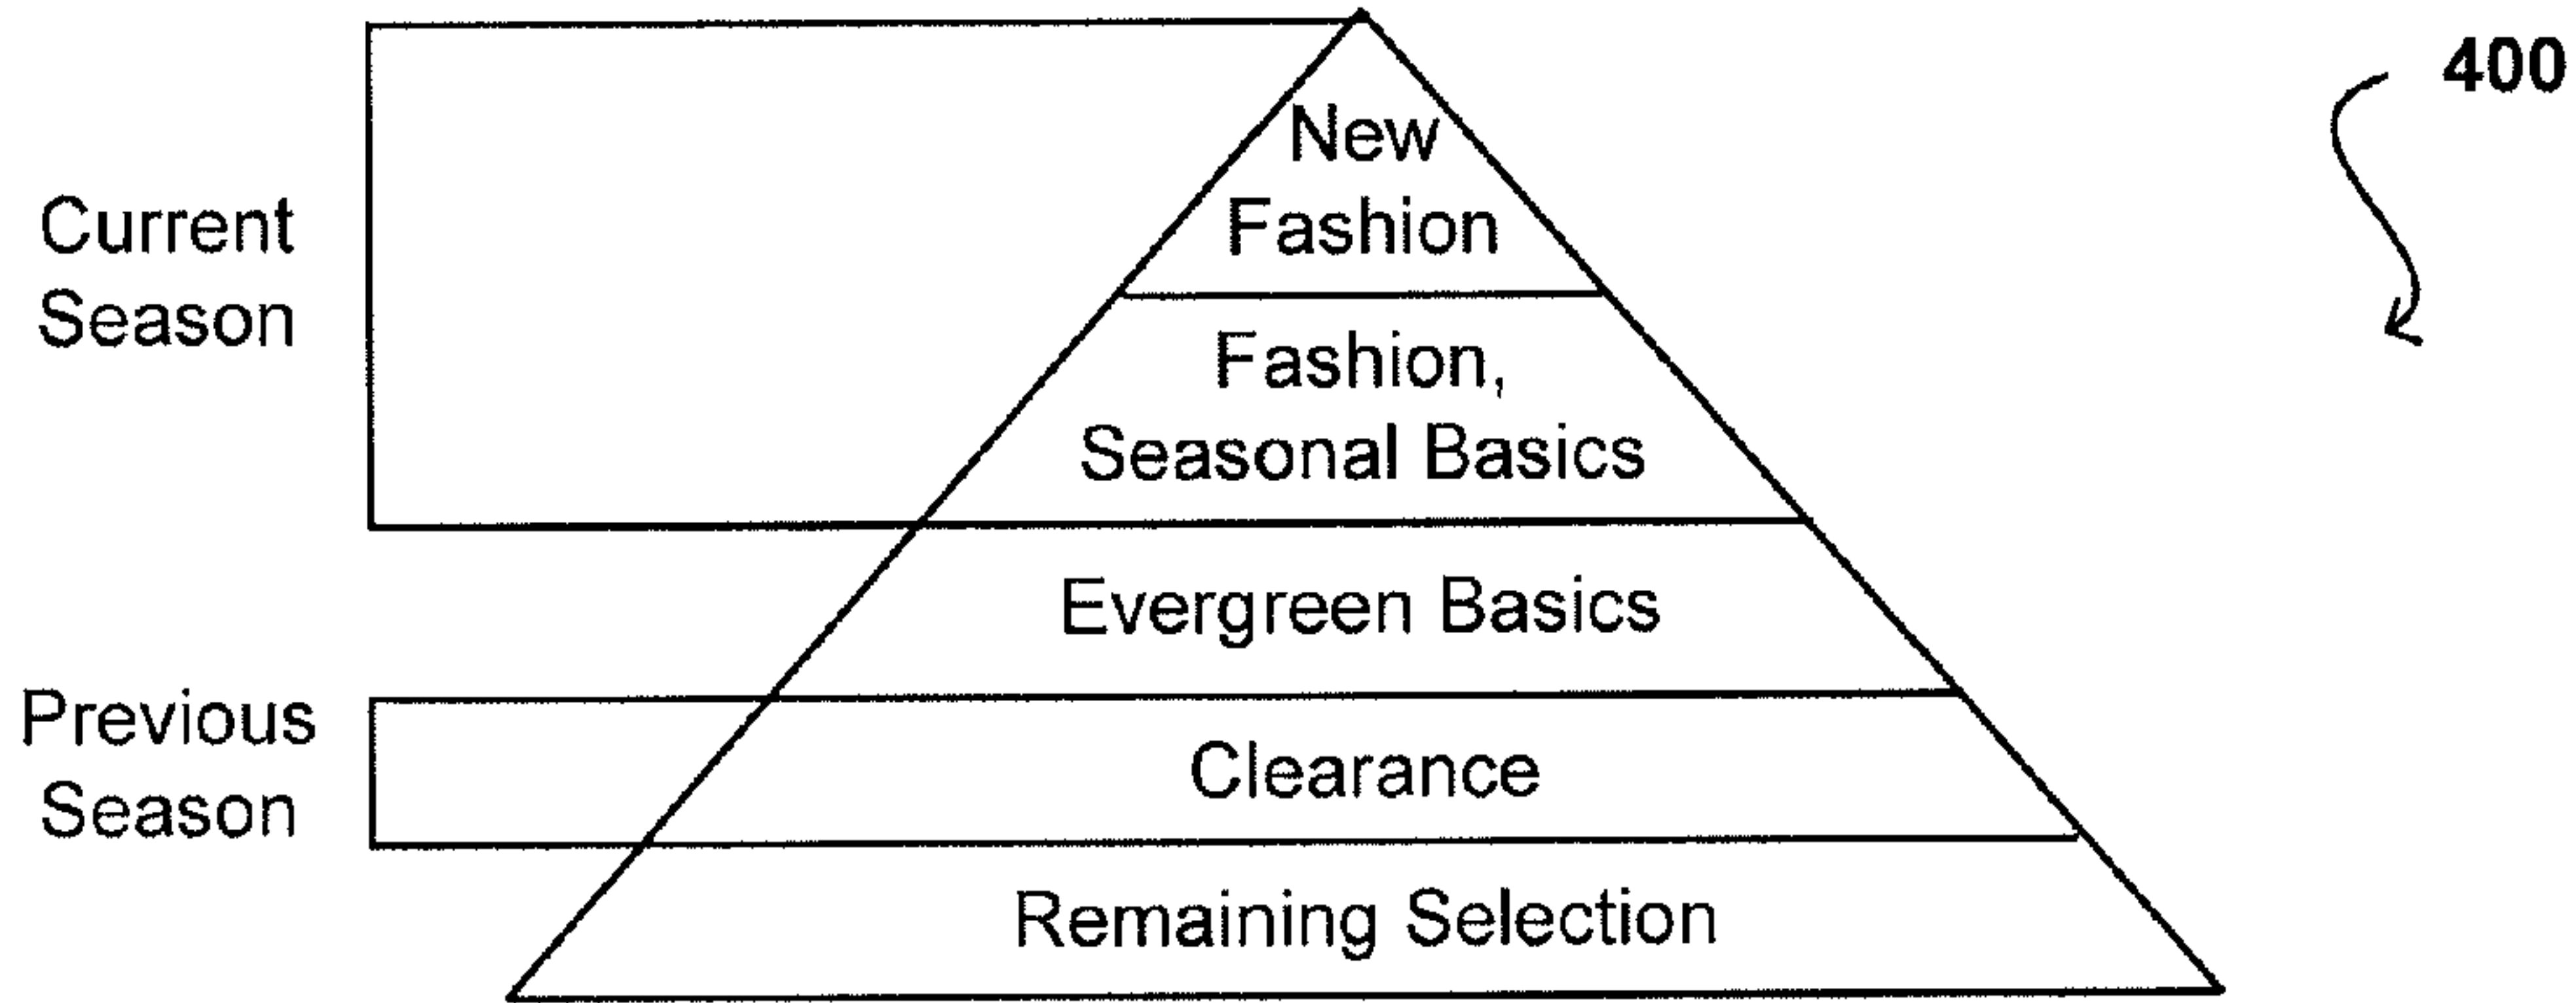 400
New
Fashion
Current
Season
Fashion,
Seasonal Basics
Evergreen Basics
Previous
Season
Clearance
Remaining Selection